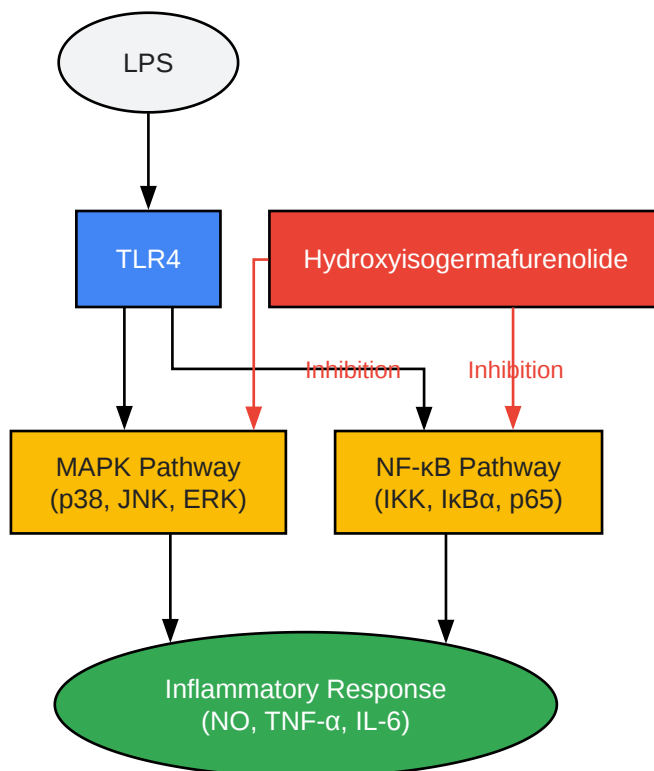 LPS
TLR4
Hydroxyisogermafurenolide
Inhibition
Inhibition
MAPK Pathway
(p38, JNK, ERK)
NF-κB Pathway
(IKK, IκBα, p65)
Inflammatory Response
(NO, TNF-α, IL-6)